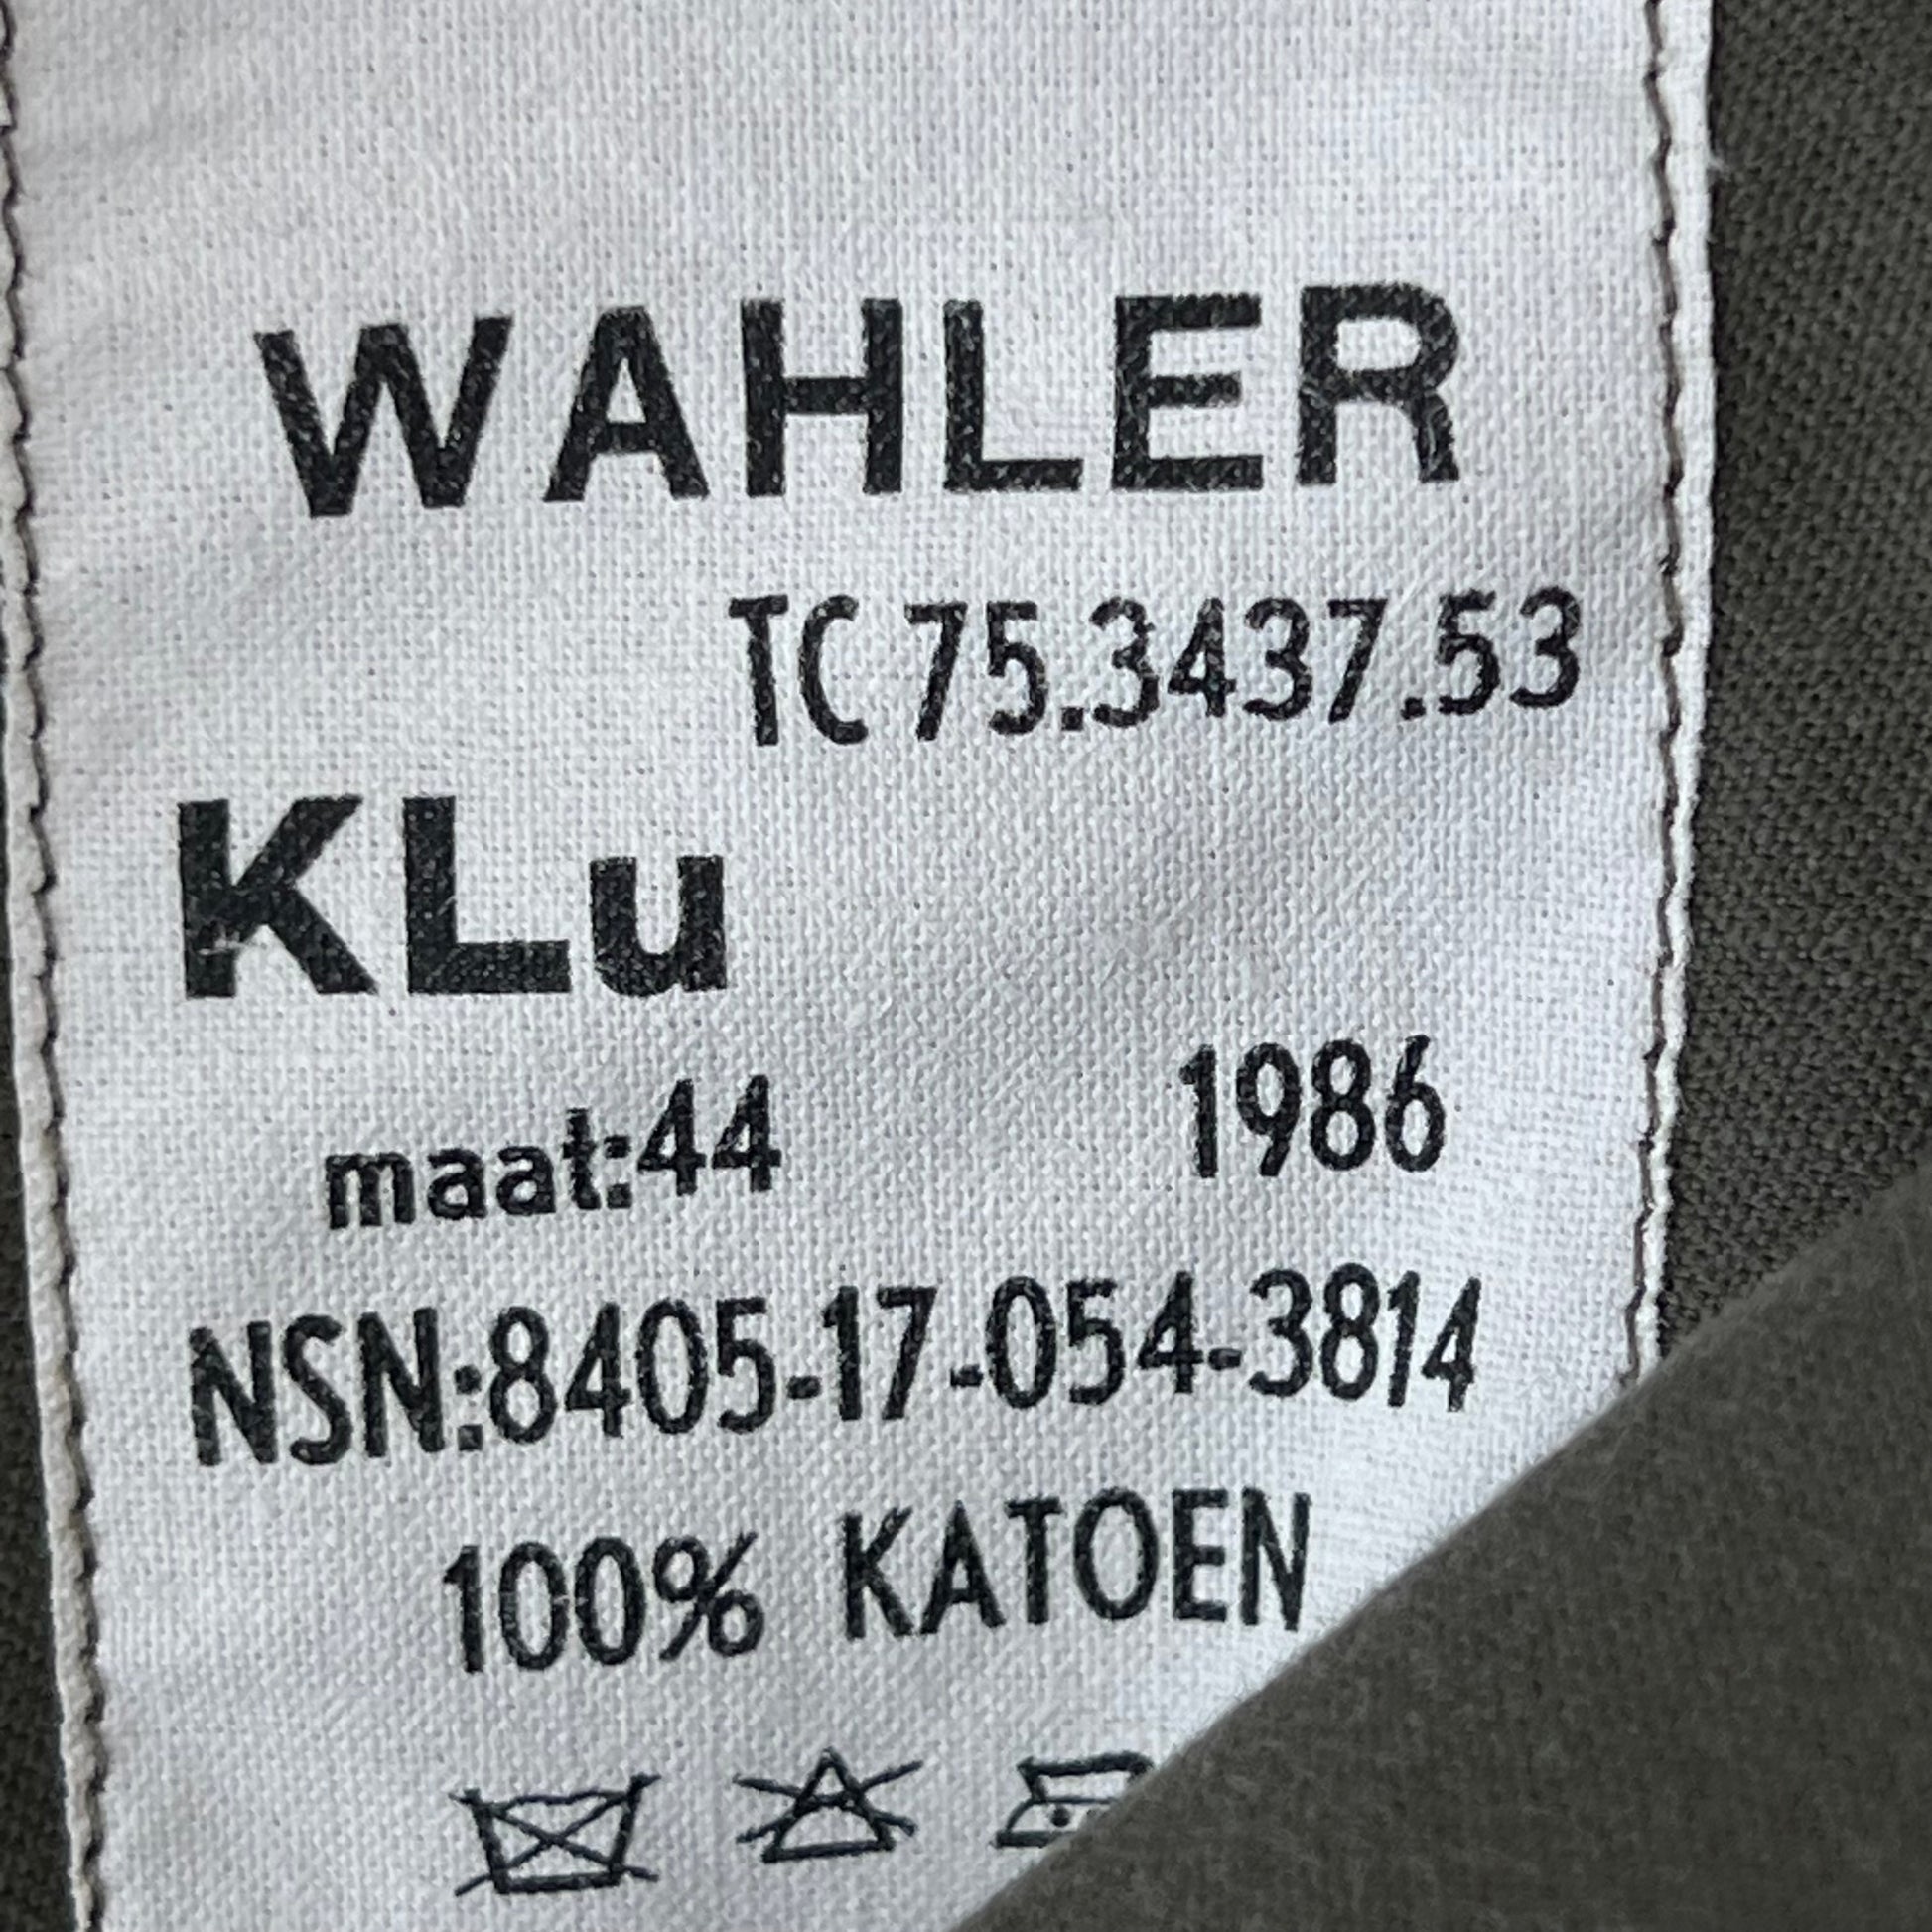 WAHLER
TC 75.3437.53
KLu
maat:44 1986
NSN:8405-17-054-3814
100% KATOEN